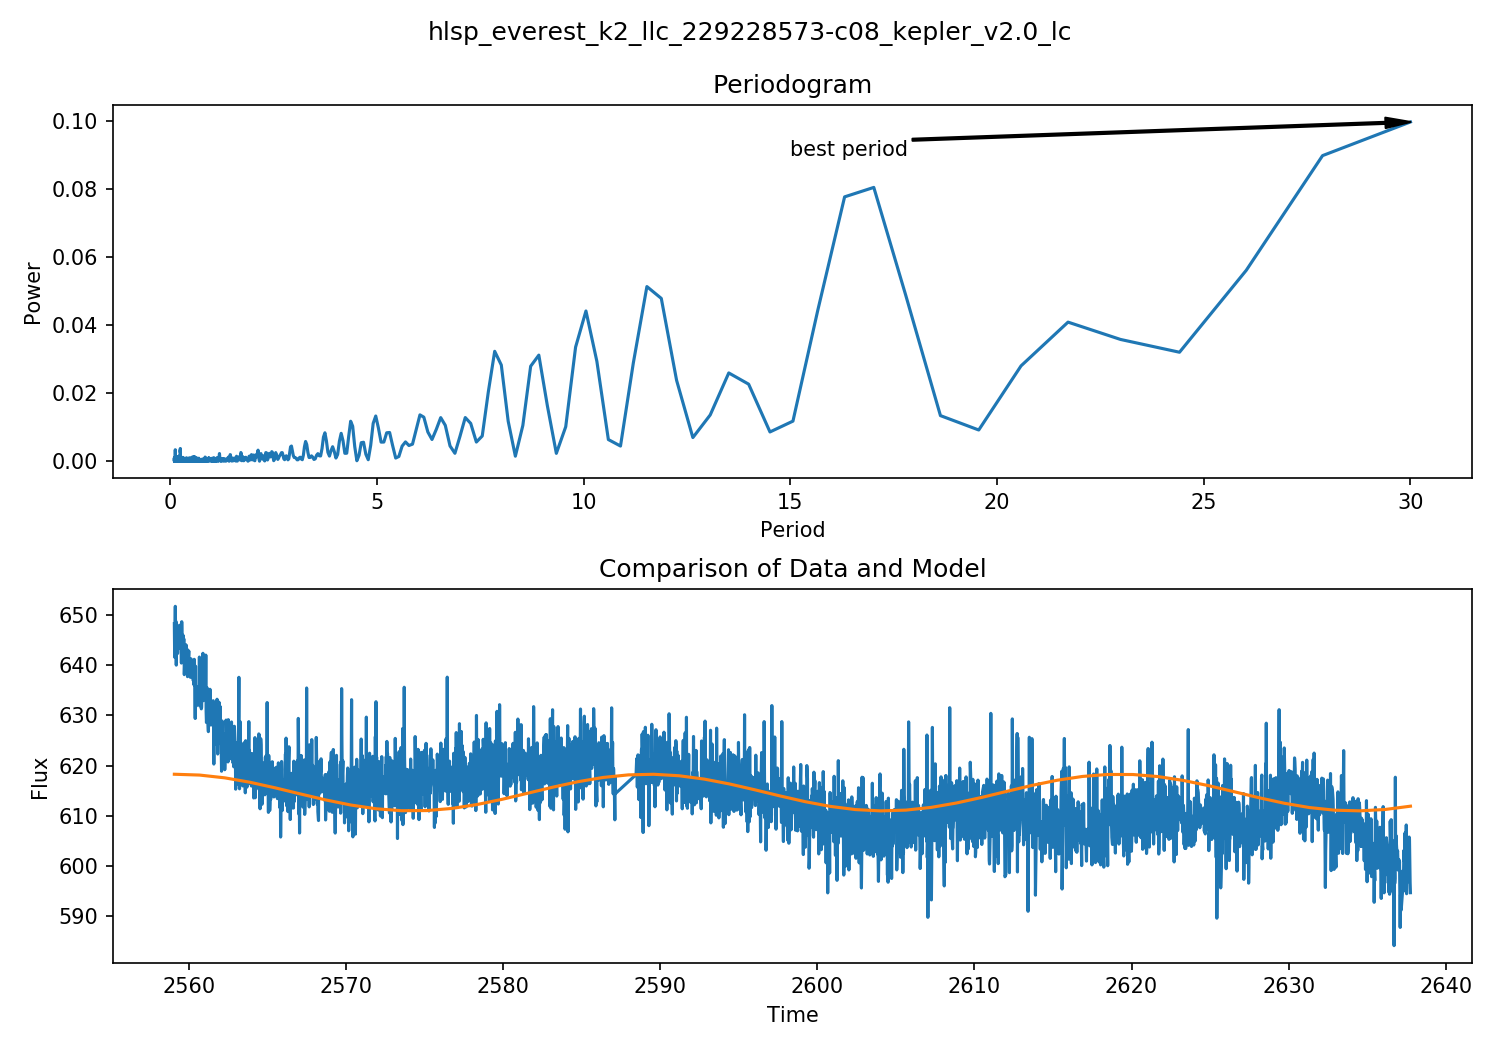 hlsp_everest_k2_llc_229228573-c08_kepler_v2.0_lc
Periodogram
0.10
0.08
0.06
0.04
0.02
0.00
Power
best period
0 5 10 15 20 25 30
Period
Comparison of Data and Model
650
640
630
620
610
600
590
Flux
2560 2570 2580 2590 2600 2610 2620 2630 2640
Time